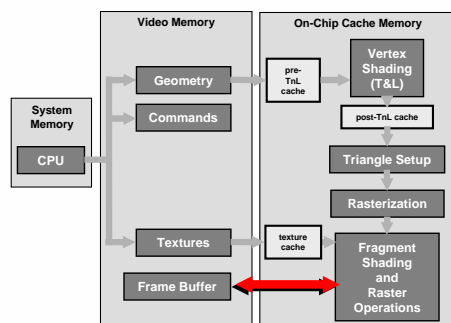 Video Memory
On-Chip Cache Memory
Geometry
pre-
TnL
cache
Vertex
Shading
(T&L)
System
Memory
Commands
post-TnL cache
CPU
Triangle Setup
Rasterization
Textures
texture
cache
Fragment
Shading
and
Raster
Operations
Frame Buffer